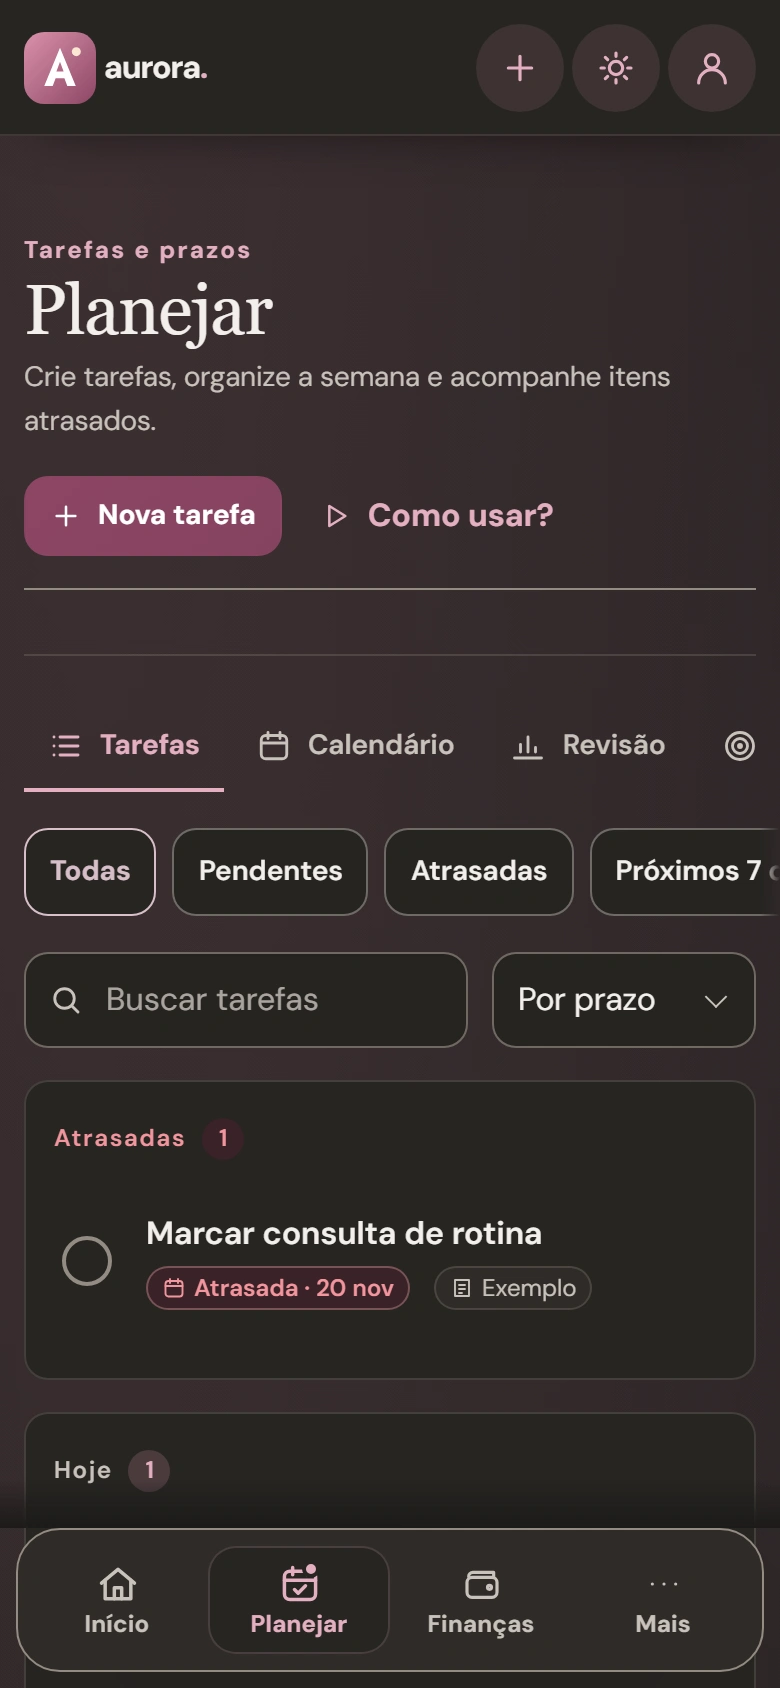 A
aurora.
Tarefas e prazos
Planejar
Crie tarefas, organize a semana e acompanhe itens
atrasados.
Nova tarefa
Como usar?
Tarefas
Calendário
Revisão
Todas
Pendentes
Atrasadas
Próximos 7
Buscar tarefas
Por prazo
Atrasadas 1
Marcar consulta de rotina
Atrasada · 20 nov
Exemplo
Hoje 1
Início
Planejar
Finanças
Mais